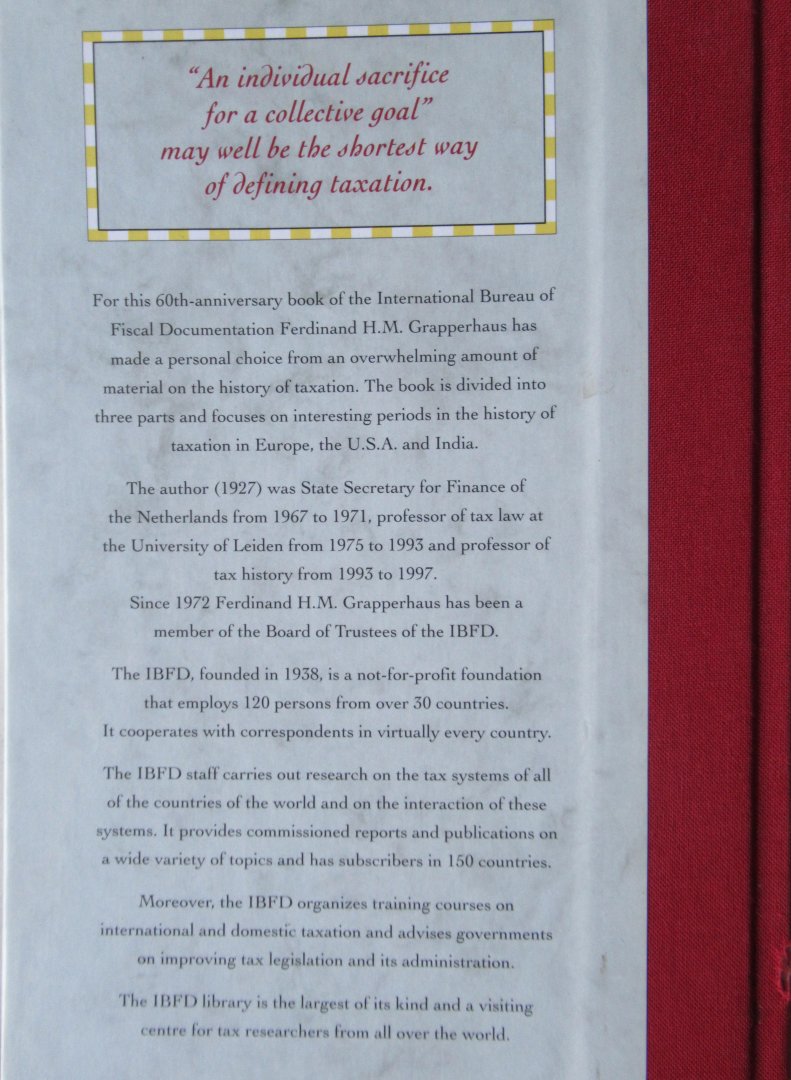 “An individual sacrifice
for a collective goal”
may well be the shortest way
of defining taxation.
For this 60th-anniversary book of the International Bureau of
Fiscal Documentation Ferdinand H.M. Grapperhaus has
made a personal choice from an overwhelming amount of
material on the history of taxation. The book is divided into
three parts and focuses on interesting periods in the history of
taxation in Europe, the U.S.A. and India.
The author (1927) was State Secretary for Finance of
the Netherlands from 1967 to 1971, professor of tax law at
the University of Leiden from 1975 to 1993 and professor of
tax history from 1993 to 1997.
Since 1972 Ferdinand H.M. Grapperhaus has been a
member of the Board of Trustees of the IBFD.
The IBFD, founded in 1938, is a not-for-profit foundation
that employs 120 persons from over 30 countries.
It cooperates with correspondents in virtually every country.
The IBFD staff carries out research on the tax systems of all
of the countries of the world and on the interaction of these
systems. It provides commissioned reports and publications on
a wide variety of topics and has subscribers in 150 countries.
Moreover, the IBFD organizes training courses on
international and domestic taxation and advises governments
on improving tax legislation and its administration.
The IBFD library is the largest of its kind and a visiting
centre for tax researchers from all over the world.